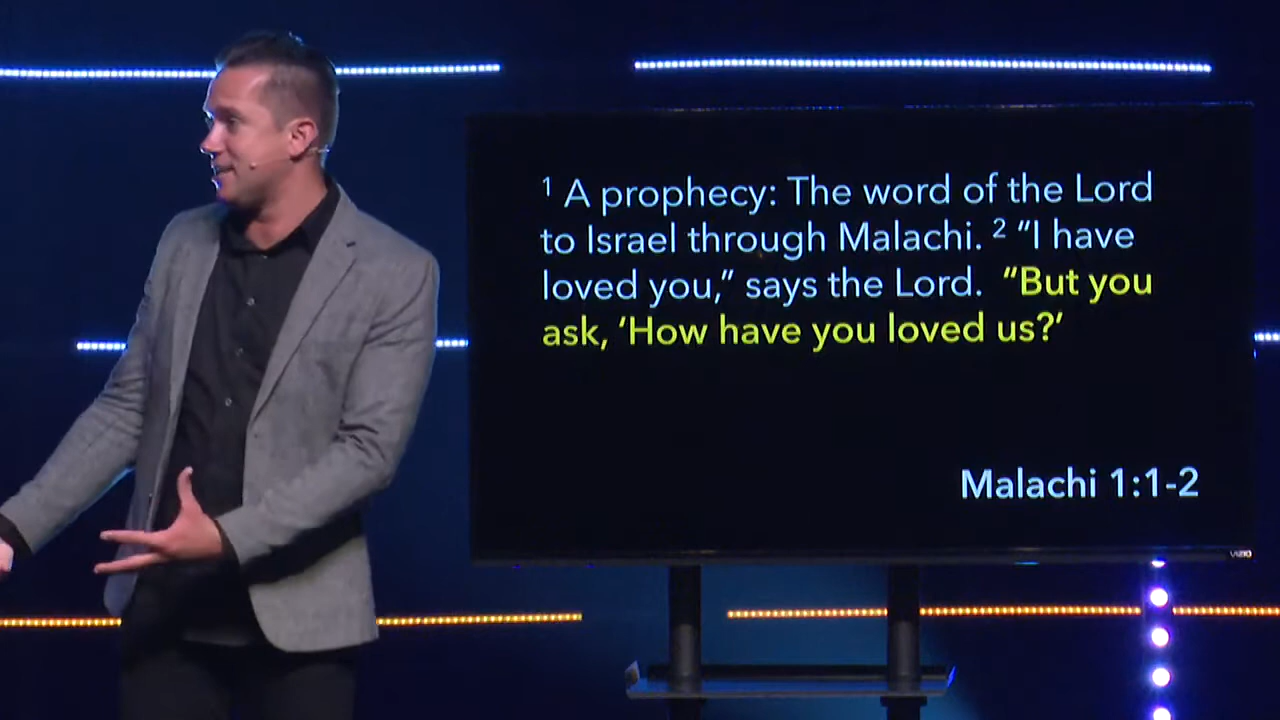 ¹ A prophecy: The word of the Lord
to Israel through Malachi. ² “I have
loved you,” says the Lord. “But you
ask, ‘How have you loved us?’
Malachi 1:1-2
VIZIO